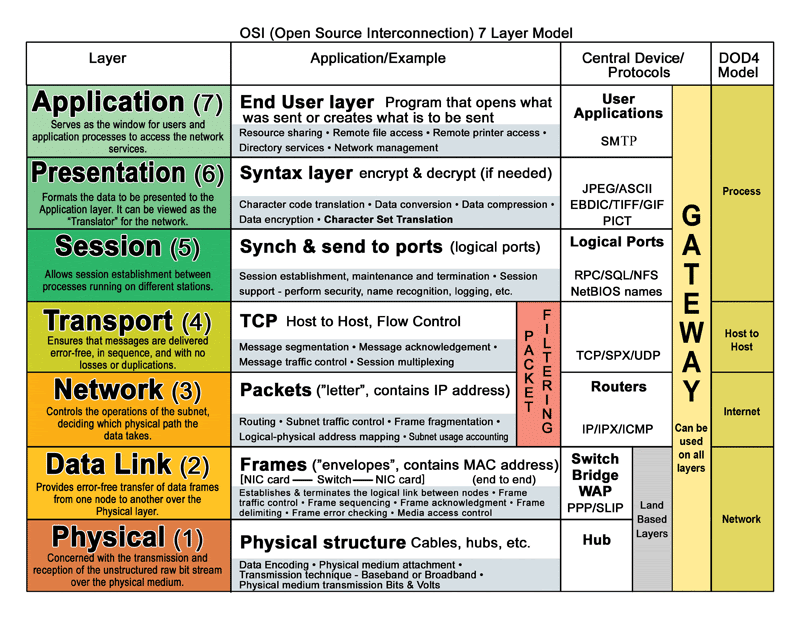 OSI (Open Source Interconnection) 7 Layer Model
Layer
Application/Example
Central Device/
Protocols
DOD4
Model
Application (7)
Serves as the window for users and
application processes to access the network
services.
End User layer Program that opens what
was sent or creates what is to be sent
Resource sharing • Remote file access • Remote printer access •
Directory services • Network management
User
Applications
SMTP
Presentation (6)
Formats the data to be presented to the
Application layer. It can be viewed as the
"Translator" for the network.
Syntax layer encrypt & decrypt (if needed)
Character code translation • Data conversion • Data compression •
Data encryption • Character Set Translation
JPEG/ASCII
EBDIC/TIFF/GIF
PICT
Session (5)
Allows session establishment between
processes running on different stations.
Synch & send to ports (logical ports)
Session establishment, maintenance and termination • Session
support - perform security, name recognition, logging, etc.
Logical Ports
RPC/SQL/NFS
NetBIOS names
Process
Transport (4)
Ensures that messages are delivered
error-free, in sequence, and with no
losses or duplications.
TCP Host to Host, Flow Control
Message segmentation • Message acknowledgement •
Message traffic control • Session multiplexing
PACKET
FILTERING
TCP/SPX/UDP
Host to
Host
Network (3)
Controls the operations of the subnet,
deciding which physical path the
data takes.
Packets ("letter", contains IP address)
Routing • Subnet traffic control • Frame fragmentation •
Logical-physical address mapping • Subnet usage accounting
Routers
IP/IPX/ICMP
Internet
GATEWAY
Can be
used
on all
layers
Data Link (2)
Provides error-free transfer of data frames
from one node to another over the
Physical layer.
Frames ("envelopes", contains MAC address)
[NIC card —— Switch—— NIC card] (end to end)
Establishes & terminates the logical link between nodes • Frame
traffic control • Frame sequencing • Frame acknowledgment • Frame
delimiting • Frame error checking • Media access control
Switch
Bridge
WAP
PPP/SLIP
Land
Based
Layers
Network
Physical (1)
Concerned with the transmission and
reception of the unstructured raw bit stream
over the physical medium.
Physical structure Cables, hubs, etc.
Data Encoding • Physical medium attachment •
Transmission technique - Baseband or Broadband •
Physical medium transmission Bits & Volts
Hub